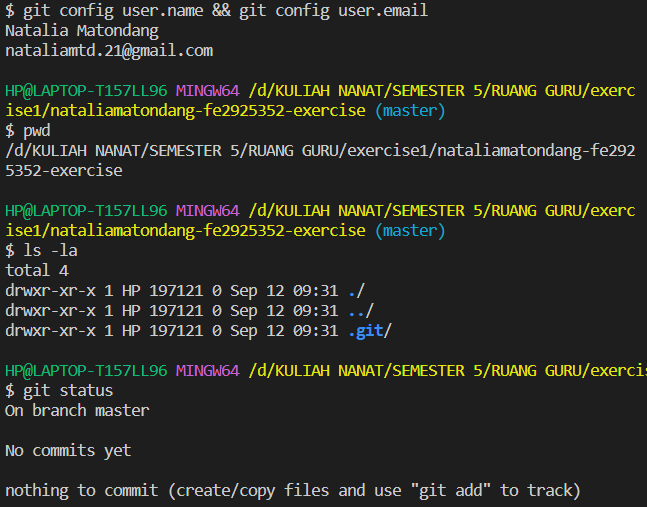 $ git config user.name && git config user.email
Natalia Matondang
nataliamtd.21@gmail.com
HP@LAPTOP-T157LL96 MINGW64 /d/KULIAH NANAT/SEMESTER 5/RUANG GURU/exerc
ise1/nataliamatondang-fe2925352-exercise (master)
$ pwd
/d/KULIAH NANAT/SEMESTER 5/RUANG GURU/exercise1/nataliamatondang-fe292
5352-exercise
HP@LAPTOP-T157LL96 MINGW64 /d/KULIAH NANAT/SEMESTER 5/RUANG GURU/exerc
ise1/nataliamatondang-fe2925352-exercise (master)
$ ls -la
total 4
drwxr-xr-x 1 HP 197121 0 Sep 12 09:31 ./
drwxr-xr-x 1 HP 197121 0 Sep 12 09:31 ../
drwxr-xr-x 1 HP 197121 0 Sep 12 09:31 .git/
HP@LAPTOP-T157LL96 MINGW64 /d/KULIAH NANAT/SEMESTER 5/RUANG GURU/exercis
$ git status
On branch master
No commits yet
nothing to commit (create/copy files and use "git add" to track)